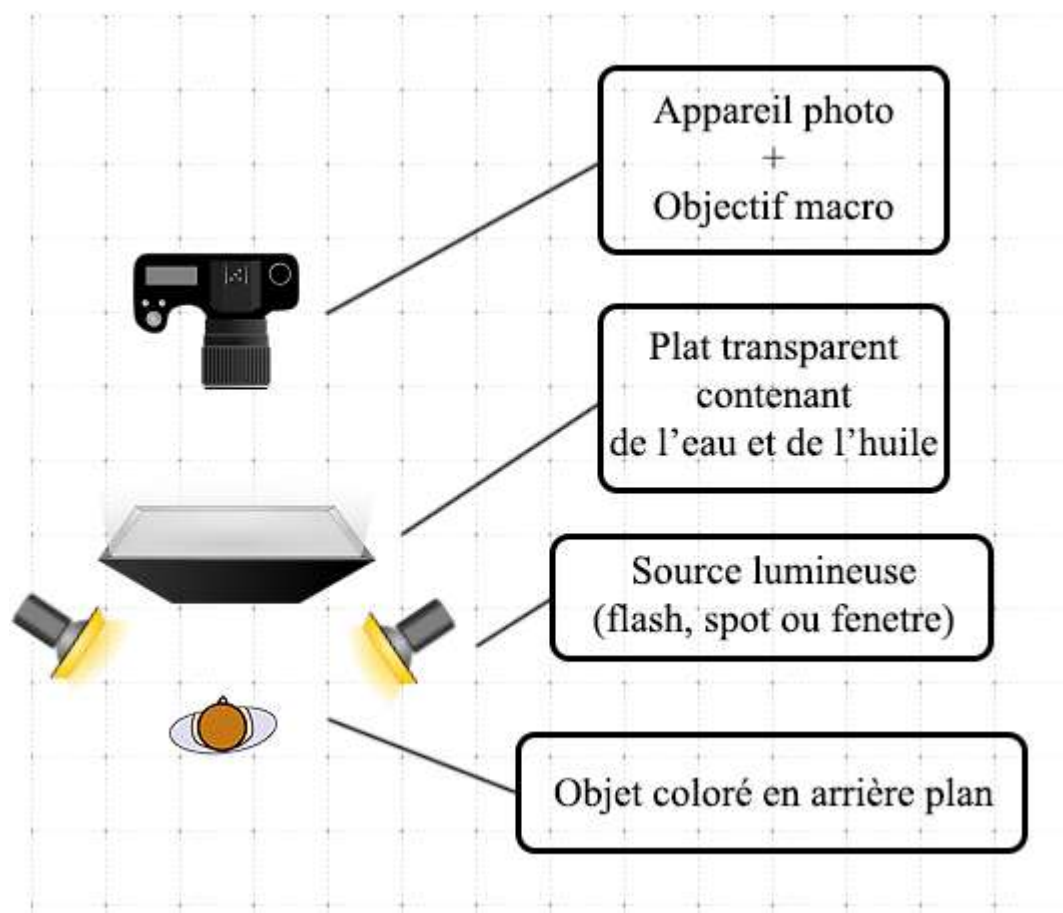 Appareil photo
+
Objectif macro
Plat transparent
contenant
de l’eau et de l’huile
Source lumineuse
(flash, spot ou fenetre)
Objet coloré en arrière plan